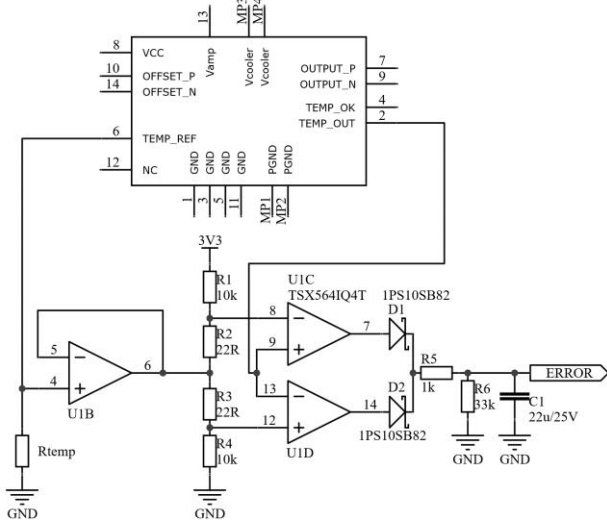 13
MP3
MP4
8
VCC
Vamp
Vcooler
Vcooler
10
OFFSET_P
14
OFFSET_N
OUTPUT_P
7
OUTPUT_N
9
TEMP_OK
4
6
TEMP_REF
TEMP_OUT
2
12
NC
GND
GND
GND
GND
PGND
PGND
1
3
5
11
MP1
MP2
3V3
R1
10k
U1C
TSX564IQ4T
1PS10SB82
D1
8
7
9
R2
22R
5
6
4
U1B
R3
22R
13
14
12
D2
1PS10SB82
U1D
R4
10k
R5
1k
ERROR
R6
33k
C1
22u/25V
Rtemp
GND
GND
GND
GND